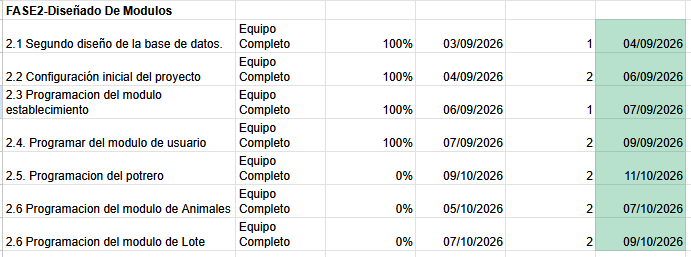 FASE2-Diseñado De Modulos
2.1 Segundo diseño de la base de datos. Equipo Completo 100% 03/09/2026 1 04/09/2026
2.2 Configuración inicial del proyecto Equipo Completo 100% 04/09/2026 2 06/09/2026
2.3 Programacion del modulo establecimiento Equipo Completo 100% 06/09/2026 1 07/09/2026
2.4. Programar del modulo de usuario Equipo Completo 100% 07/09/2026 2 09/09/2026
2.5. Programacion del potrero Equipo Completo 0% 09/10/2026 2 11/10/2026
2.6 Programacion del modulo de Animales Equipo Completo 0% 05/10/2026 2 07/10/2026
2.6 Programacion del modulo de Lote Equipo Completo 0% 07/10/2026 2 09/10/2026